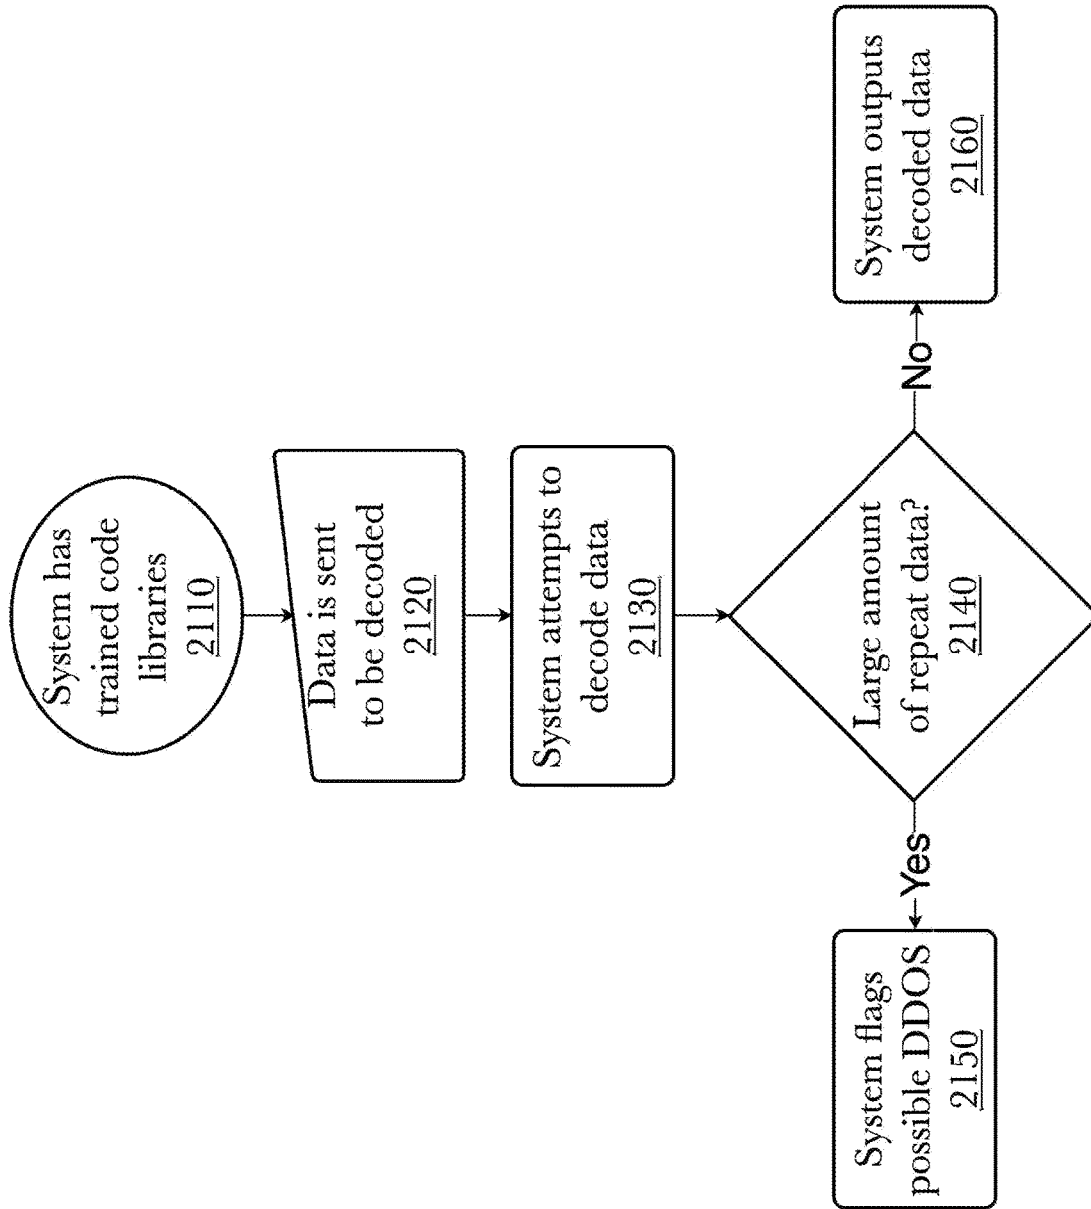 System has
trained code
libraries
2110
Data is sent
to be decoded
2120
System attempts to
decode data
2130
Large amount
of repeat data?
2140
Yes
No
System flags
possible DDOS
2150
System outputs
decoded data
2160